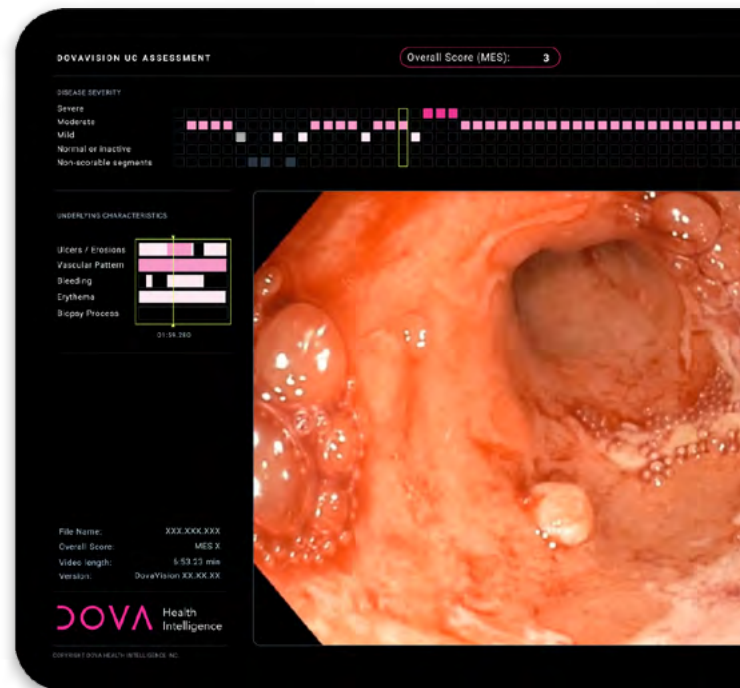 DOVAVISION UC ASSESSMENT
Overall Score (MES): 3
DISEASE SEVERITY
Severe
Moderate
Mild
Normal or inactive
Non-scorable segments
UNDERLYING CHARACTERISTICS
Ulcers / Erosions
Vascular Pattern
Bleeding
Erythema
Biopsy Process
01:59.280
File Name: XXX.XXX.XXX
Overall Score: MES X
Video length: 6:53.23 min
Version: DovaVision XX.XX.XX
DOVA Health
Intelligence
COPYRIGHT DOVA HEALTH INTELLIGENCE INC.